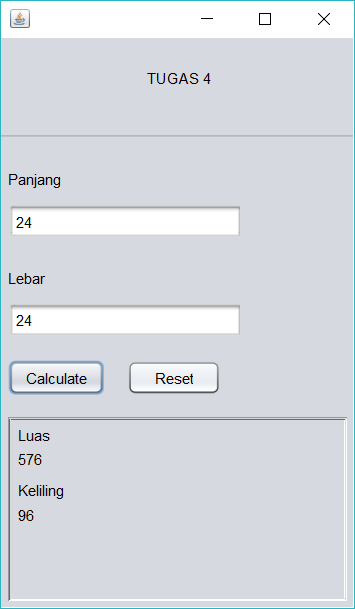 TUGAS 4
Panjang
24
Lebar
24
Calculate Reset
Luas
576
Keliling
96